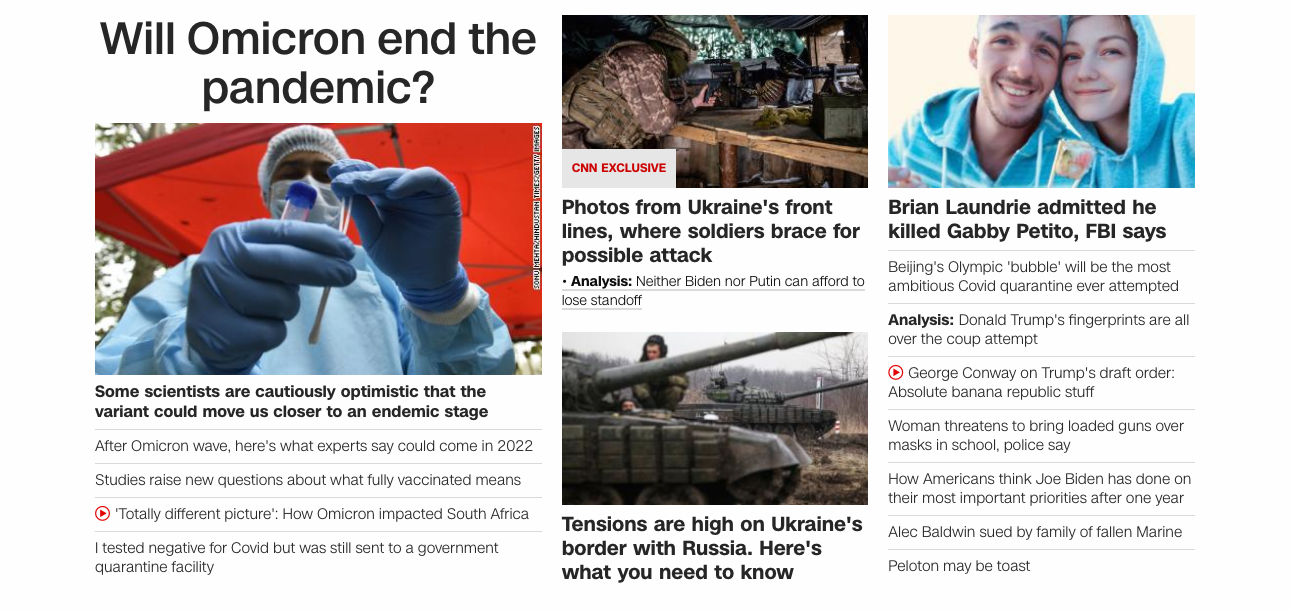 Will Omicron end the
pandemic?
SONU MEHTA/HINDUSTAN TIMES/GETTY IMAGES
Some scientists are cautiously optimistic that the
variant could move us closer to an endemic stage
After Omicron wave, here's what experts say could come in 2022
Studies raise new questions about what fully vaccinated means
'Totally different picture': How Omicron impacted South Africa
I tested negative for Covid but was still sent to a government
quarantine facility
CNN EXCLUSIVE
Photos from Ukraine's front
lines, where soldiers brace for
possible attack
• Analysis: Neither Biden nor Putin can afford to
lose standoff
Tensions are high on Ukraine's
border with Russia. Here's
what you need to know
Brian Laundrie admitted he
killed Gabby Petito, FBI says
Beijing's Olympic 'bubble' will be the most
ambitious Covid quarantine ever attempted
Analysis: Donald Trump's fingerprints are all
over the coup attempt
George Conway on Trump's draft order:
Absolute banana republic stuff
Woman threatens to bring loaded guns over
masks in school, police say
How Americans think Joe Biden has done on
their most important priorities after one year
Alec Baldwin sued by family of fallen Marine
Peloton may be toast